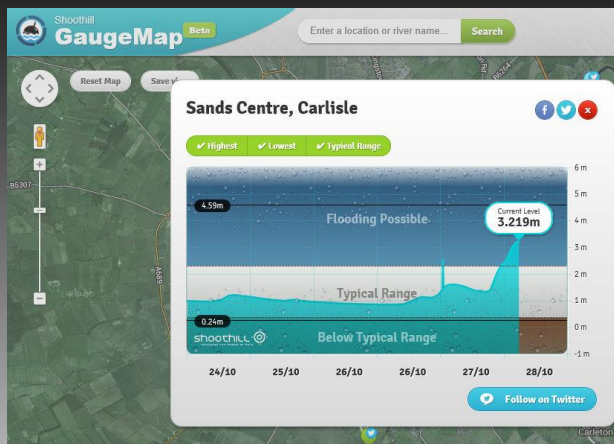 Shoothill
GaugeMap
Beta
Enter a location or river name...
Search
Reset Map
Save
B6264
B5307
A689
Sands Centre, Carlisle
Highest
Lowest
Typical Range
4.59m
Flooding Possible
Current Level
3.219m
Typical Range
0.24m
Below Typical Range
shoothill
6 m
5 m
4 m
3 m
2 m
1 m
0 m
-1 m
24/10
25/10
26/10
26/10
27/10
28/10
Follow on Twitter
Carleton